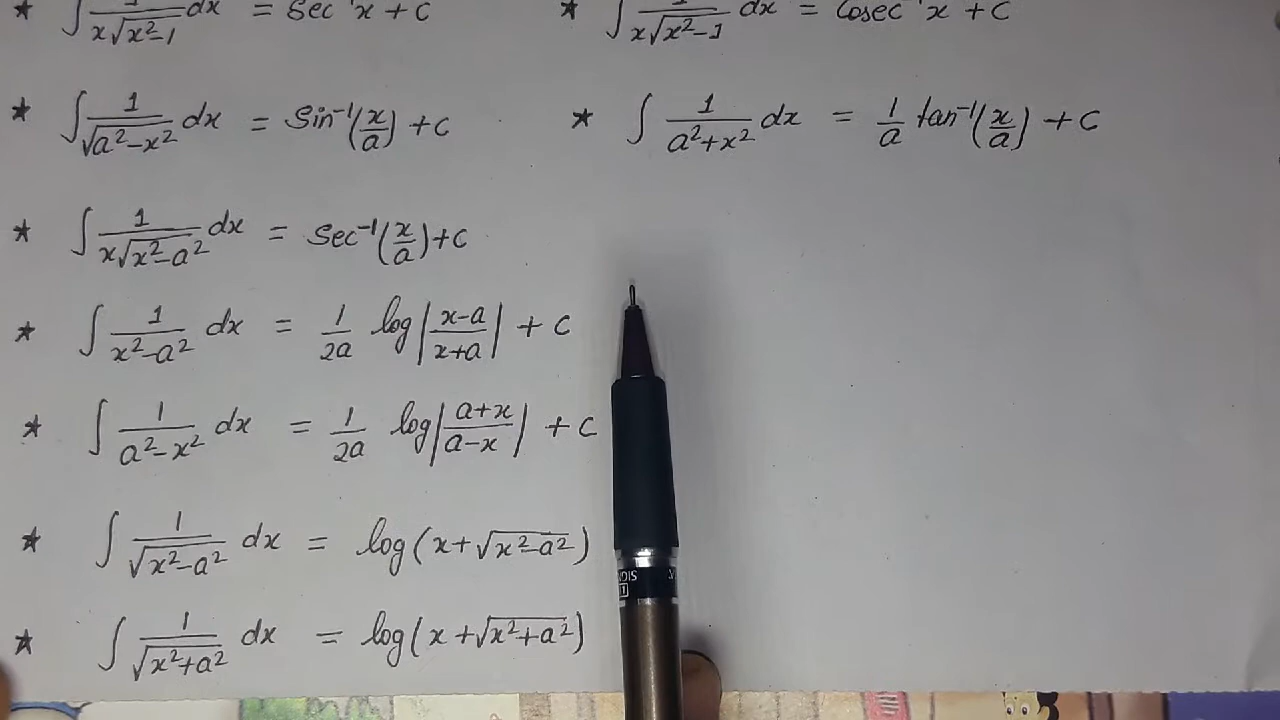 * ∫ 1/(x√(x²-1)) dx = Sec⁻¹x + C * ∫ 1/(x√(x²-1)) dx = Cosec⁻¹x + C
* ∫ 1/√(a²-x²) dx = Sin⁻¹(x/a) + C * ∫ 1/(a²+x²) dx = 1/a tan⁻¹(x/a) + C
* ∫ 1/(x√(x²-a²)) dx = Sec⁻¹(x/a) + C
* ∫ 1/(x²-a²) dx = 1/2a log|(x-a)/(x+a)| + C
* ∫ 1/(a²-x²) dx = 1/2a log|(a+x)/(a-x)| + C
* ∫ 1/√(x²-a²) dx = log(x+√(x²-a²))
* ∫ 1/√(x²+a²) dx = log(x+√(x²+a²))